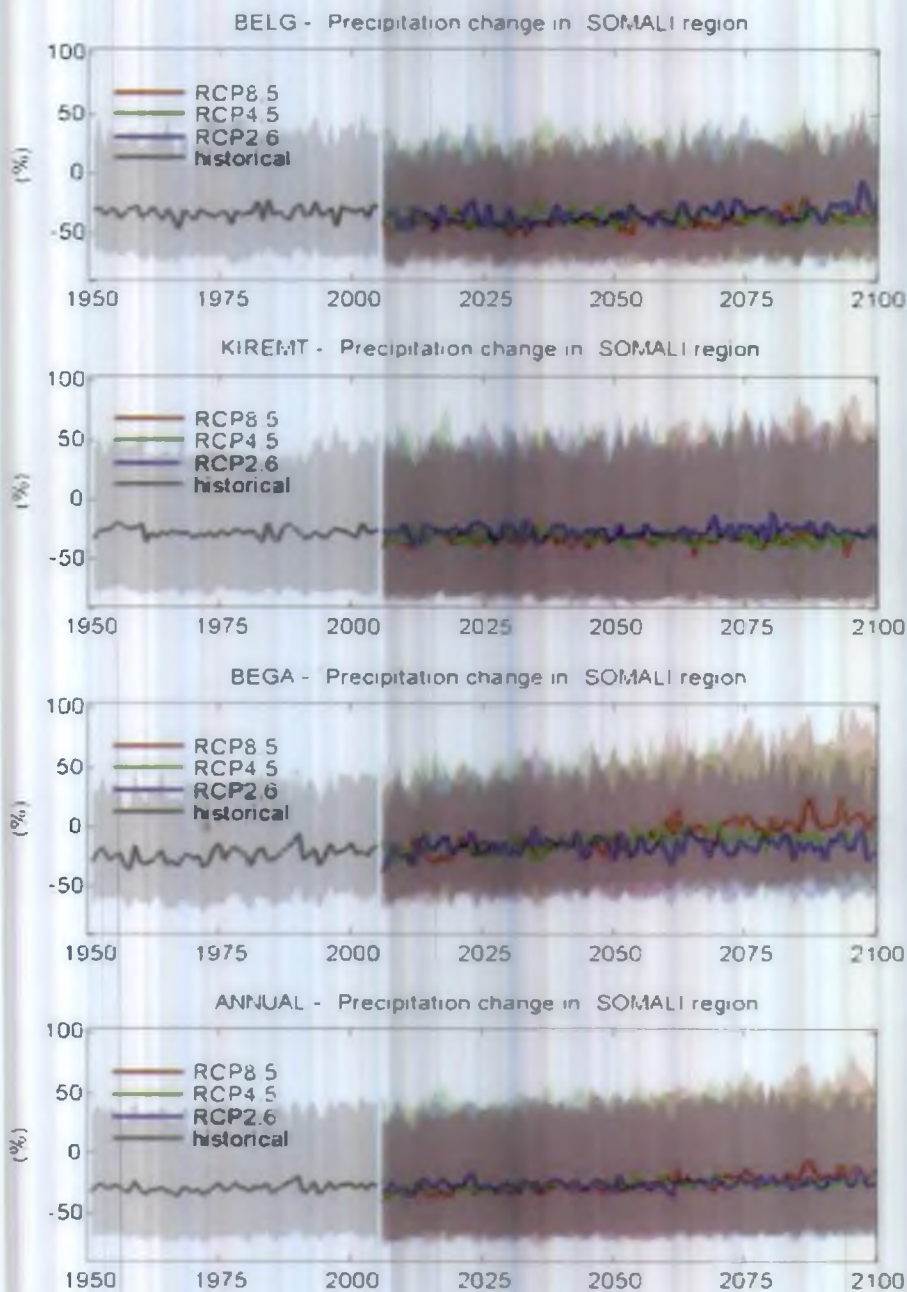 BELG - Precipitation change in SOMALI region
100
50
0
-50
(%)
RCP8.5
RCP4.5
RCP2.6
historical
1950 1975 2000 2025 2050 2075 2100
KIREMT - Precipitation change in SOMALI region
100
50
0
-50
(%)
RCP8.5
RCP4.5
RCP2.6
historical
1950 1975 2000 2025 2050 2075 2100
BEGA - Precipitation change in SOMALI region
100
50
0
-50
(%)
RCP8.5
RCP4.5
RCP2.6
historical
1950 1975 2000 2025 2050 2075 2100
ANNUAL - Precipitation change in SOMALI region
100
50
0
-50
(%)
RCP8.5
RCP4.5
RCP2.6
historical
1950 1975 2000 2025 2050 2075 2100